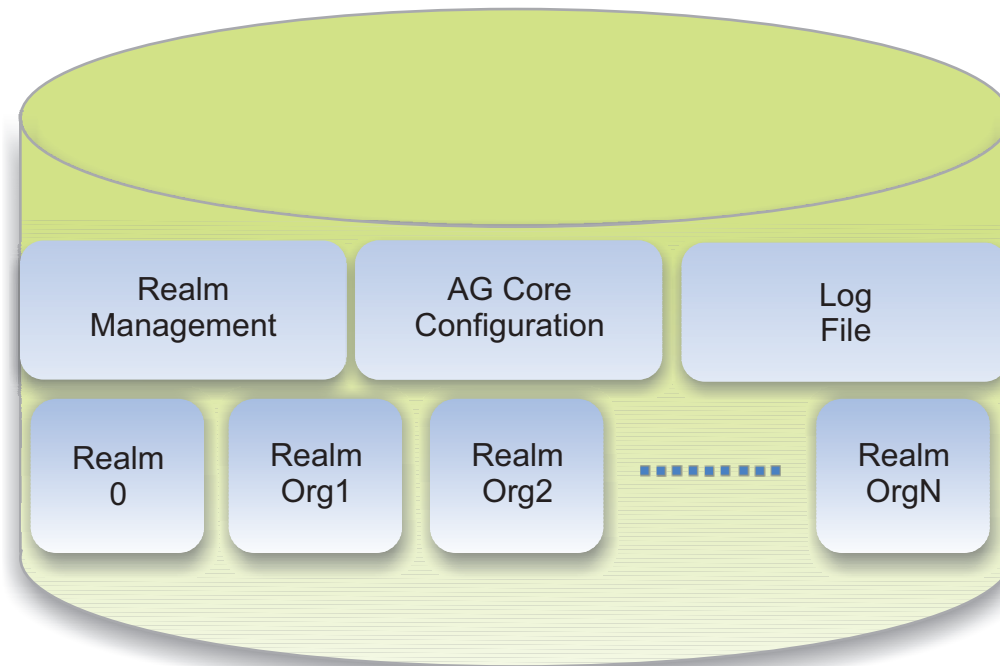 Realm
Management
AG Core
Configuration
Log
File
Realm
0
Realm
Org1
Realm
Org2
Realm
OrgN